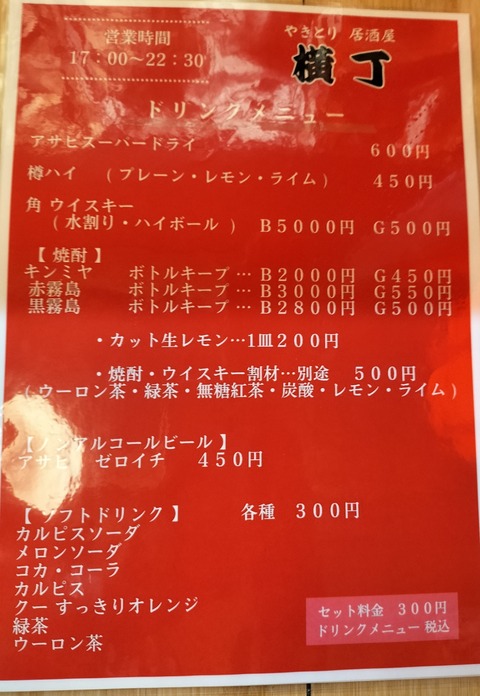 営業時間
17：00～22：30
やきとり 居酒屋
横丁
ドリンクメニュー
アサヒスーパードライ 600円
樽ハイ （プレーン・レモン・ライム） 450円
角 ウイスキー
（水割り・ハイボール ） B5000円 G500円
【 焼酎 】
キンミヤ ボトルキープ … B2000円 G450円
赤霧島 ボトルキープ … B3000円 G550円
黒霧島 ボトルキープ … B2800円 G500円
・カット生レモン…1皿200円
・焼酎・ウイスキー割材…別途 500円
（ウーロン茶・緑茶・無糖紅茶・炭酸・レモン・ライム）
【ノンアルコールビール 】
アサヒ ゼロイチ 450円
【 ソフトドリンク 】 各種 300円
カルピスソーダ
メロンソーダ
コカ・コーラ
カルピス
クー すっきりオレンジ
緑茶
ウーロン茶
セット料金 300円
ドリンクメニュー 税込